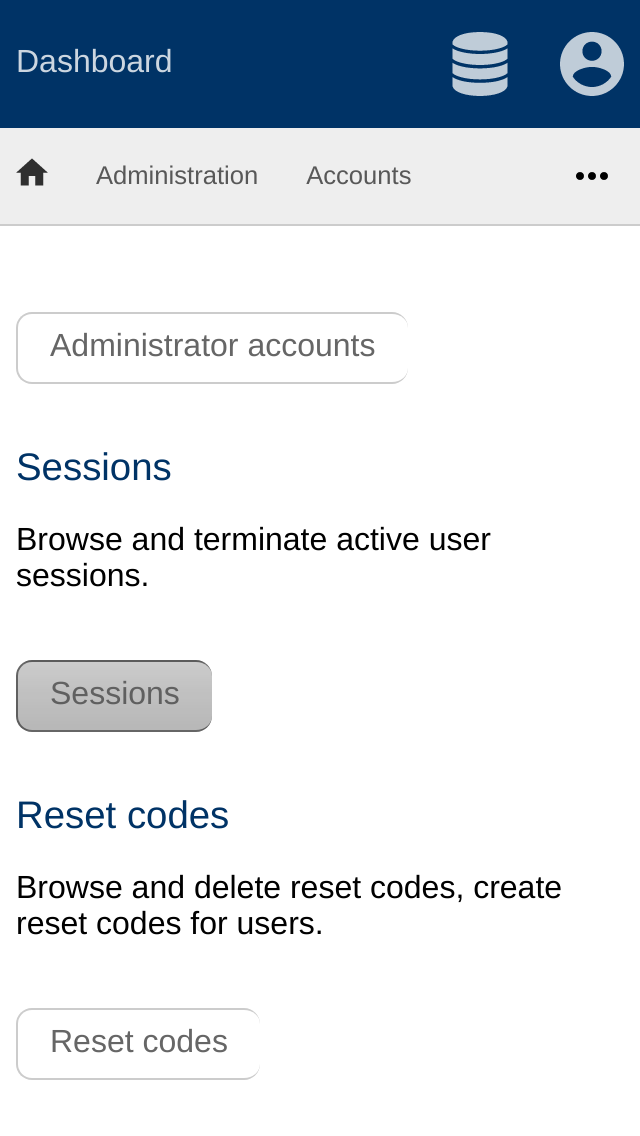 Dashboard
Administration Accounts
Administrator accounts
Sessions
Browse and terminate active user
sessions.
Sessions
Reset codes
Browse and delete reset codes, create
reset codes for users.
Reset codes